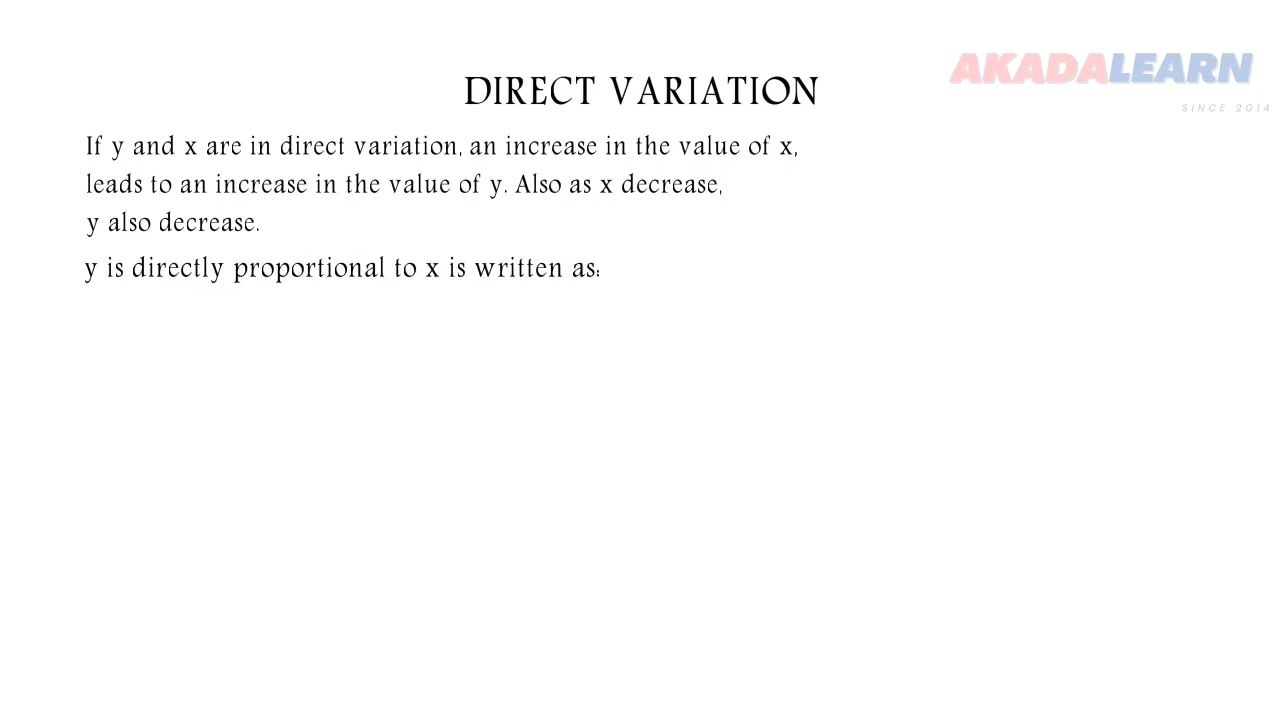 AKADALEARN
SINCE 2014
DIRECT VARIATION
If y and x are in direct variation, an increase in the value of x,
leads to an increase in the value of y. Also as x decrease,
y also decrease.
y is directly proportional to x is written as: